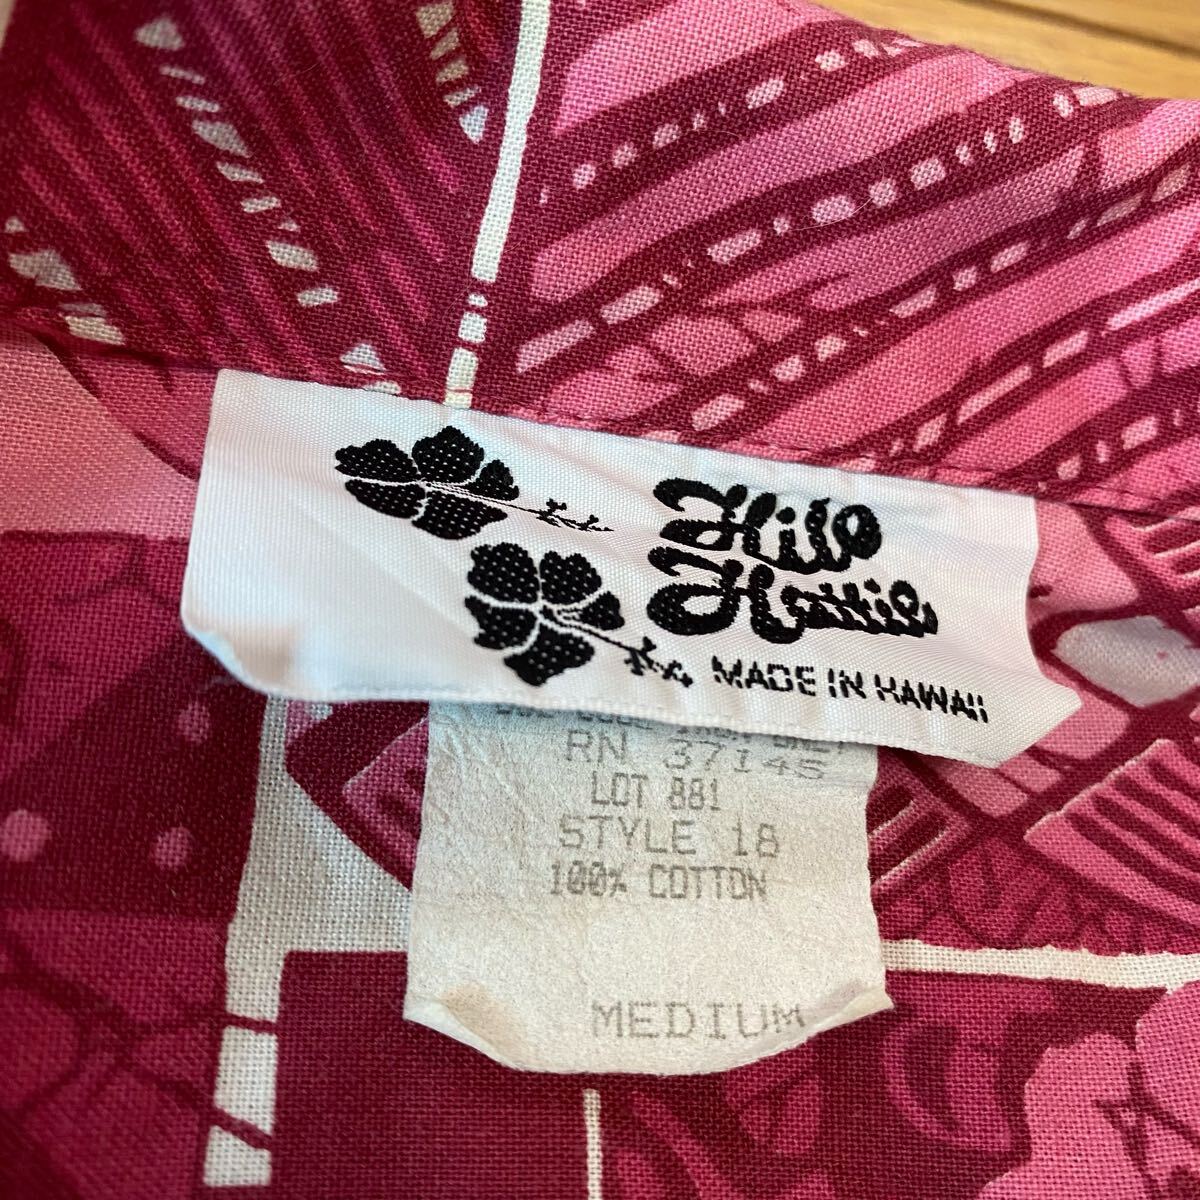 Hilo
Hattie
MADE IN HAWAII
RN 37145
LOT 881
STYLE 18
100% COTTON
MEDIUM